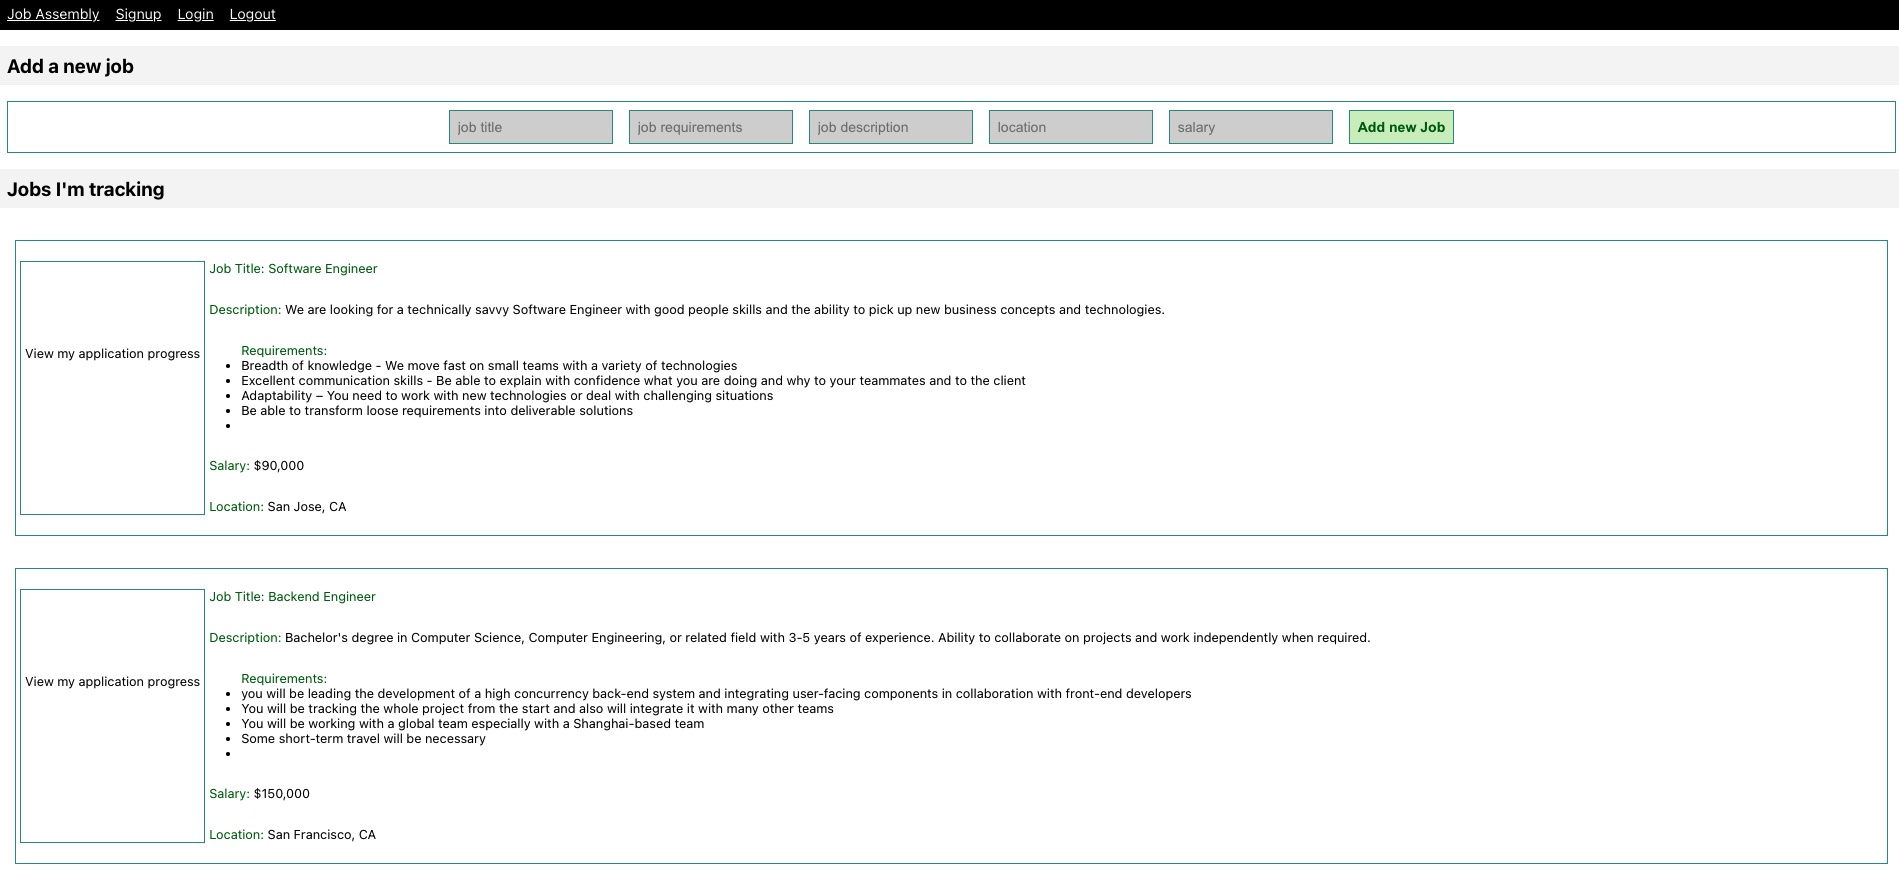 Job Assembly Signup Login Logout
Add a new job
job title job requirements job description location salary Add new Job
Jobs I'm tracking
View my application progress
Job Title: Software Engineer
Description: We are looking for a technically savvy Software Engineer with good people skills and the ability to pick up new business concepts and technologies.
Requirements:
Breadth of knowledge - We move fast on small teams with a variety of technologies
Excellent communication skills - Be able to explain with confidence what you are doing and why to your teammates and to the client
Adaptability – You need to work with new technologies or deal with challenging situations
Be able to transform loose requirements into deliverable solutions
Salary: $90,000
Location: San Jose, CA
View my application progress
Job Title: Backend Engineer
Description: Bachelor's degree in Computer Science, Computer Engineering, or related field with 3-5 years of experience. Ability to collaborate on projects and work independently when required.
Requirements:
you will be leading the development of a high concurrency back-end system and integrating user-facing components in collaboration with front-end developers
You will be tracking the whole project from the start and also will integrate it with many other teams
You will be working with a global team especially with a Shanghai-based team
Some short-term travel will be necessary
Salary: $150,000
Location: San Francisco, CA